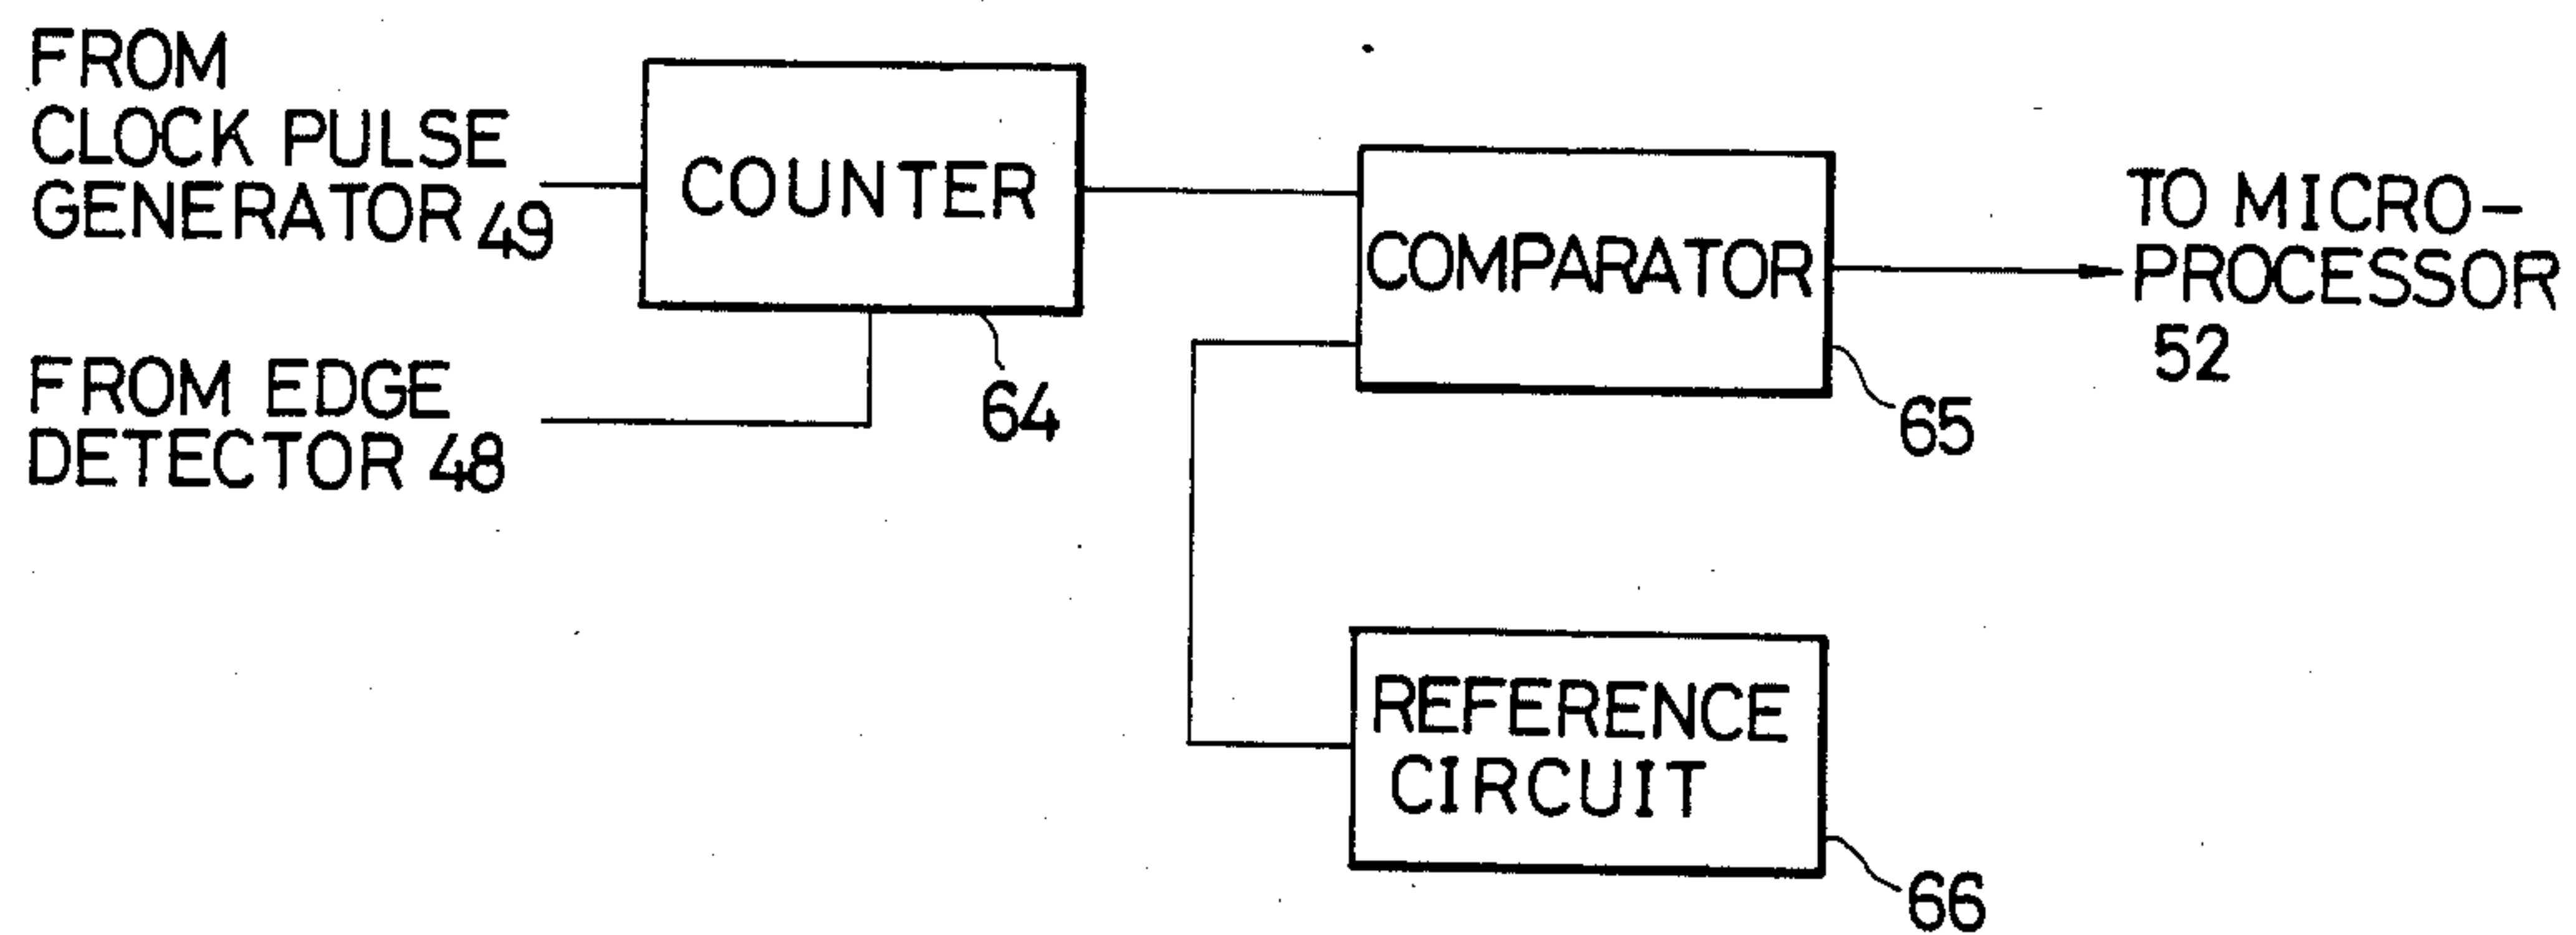 FROM
CLOCK PULSE
GENERATOR 49
COUNTER
64
FROM EDGE
DETECTOR 48
COMPARATOR
65
TO MICRO-
PROCESSOR
52
REFERENCE
CIRCUIT
66